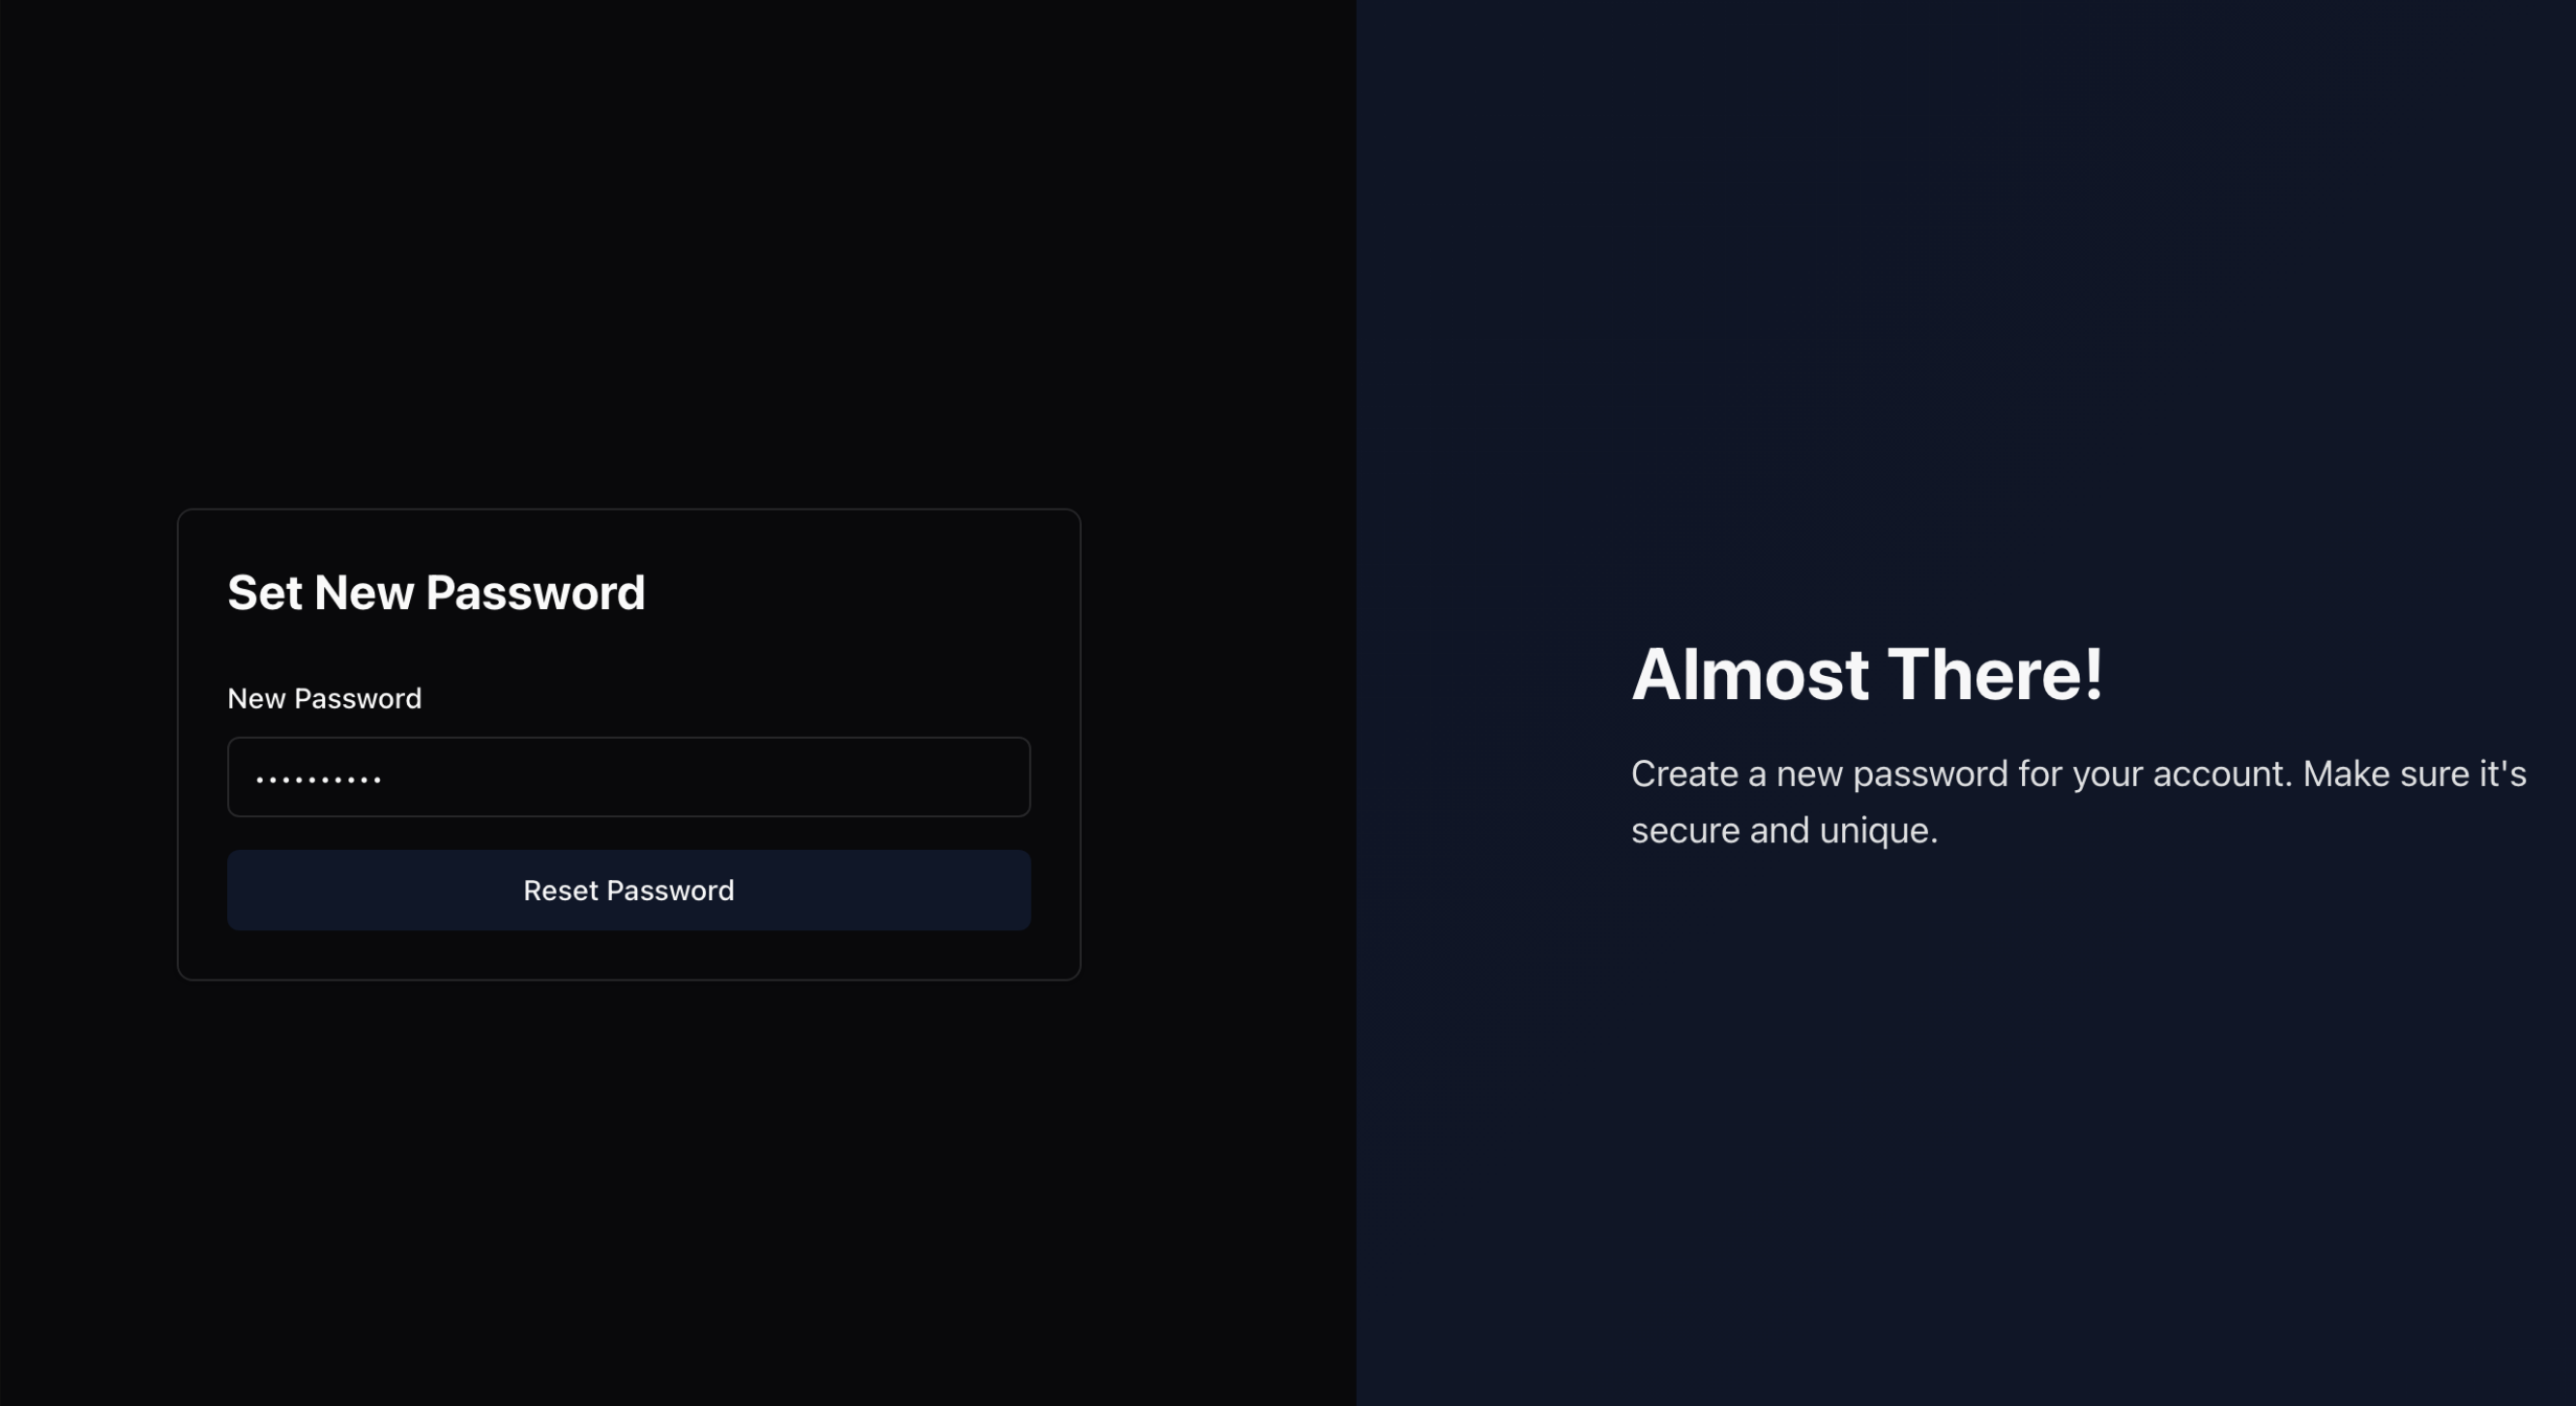 Set New Password
New Password
••••••••••
Reset Password
Almost There!
Create a new password for your account. Make sure it's
secure and unique.